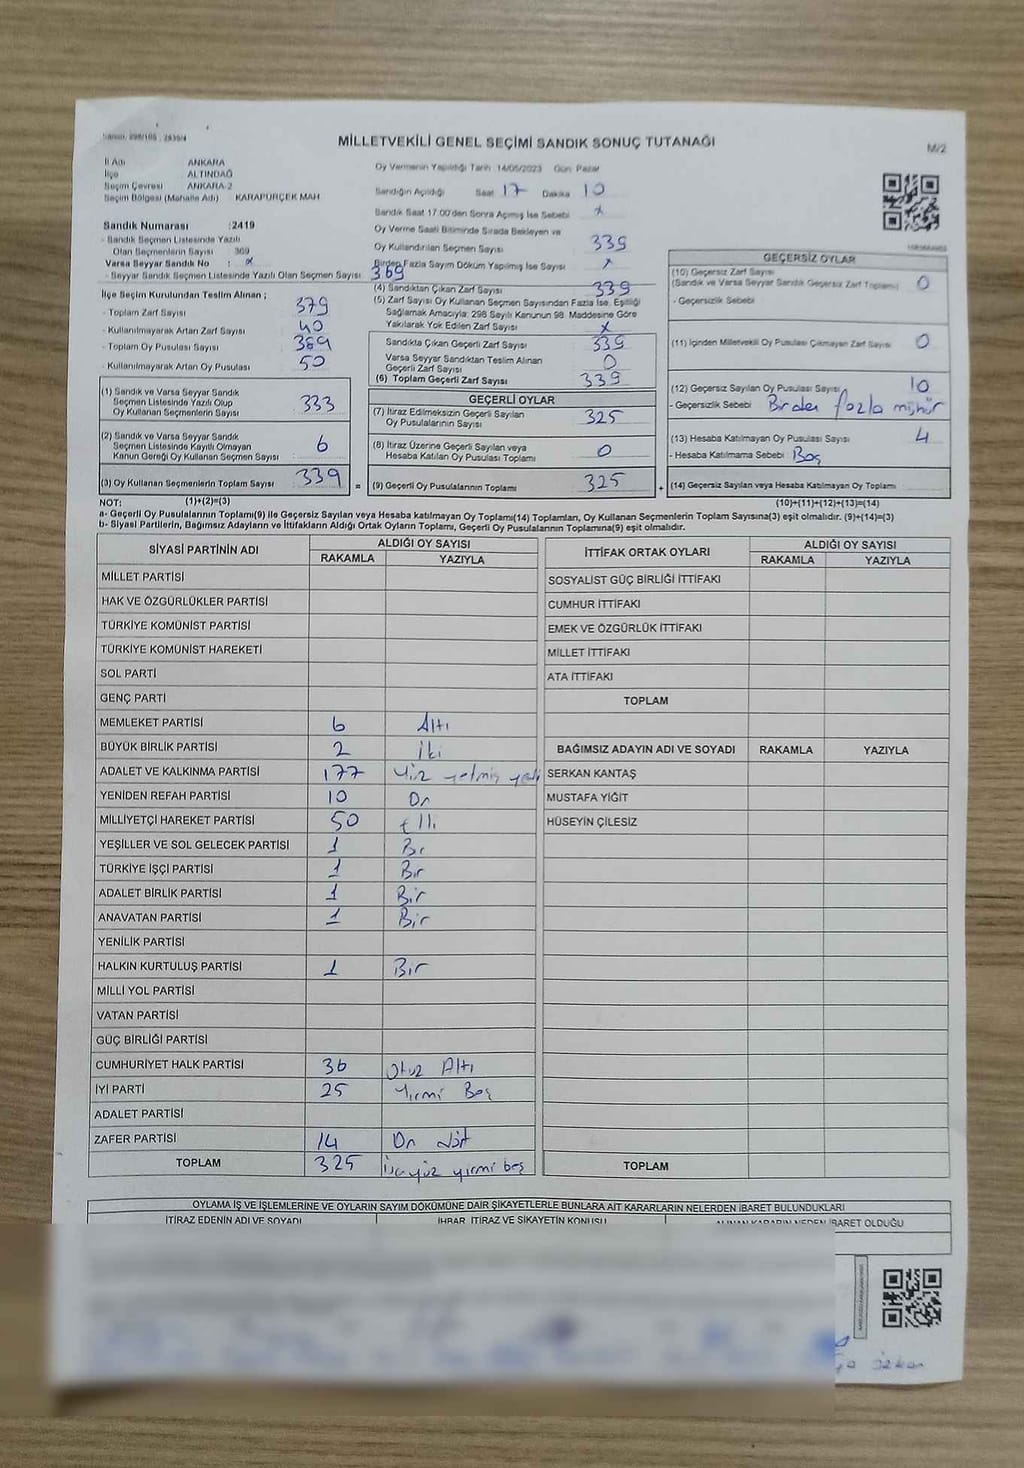 MİLLETVEKİLİ GENEL SEÇİMİ SANDIK SONUÇ TUTANAĞI
M/2
İl Adı ANKARA
İlçe ALTINDAĞ
Seçim Çevresi ANKARA-2
Seçim Bölgesi (Mahalle Adı) KARAPÜRÇEK MAH
Sandık Numarası :2419
- Sandık Seçmen Listesinde Yazılı
Olan Seçmenlerin Sayısı 369
Varsa Seyyar Sandık No : x
- Seyyar Sandık Seçmen Listesinde Yazılı Olan Seçmen Sayısı 369
Oy Vermenin Yapıldığı Tarih 14/05/2023 Gün Pazar
Sandığın Açıldığı Saat 17 Dakika 10
Sandık Saat 17.00'den Sonra Açımış İse Sebebi x
Oy Verme Saati Bitiminde Sırada Bekleyen ve
Oy Kullandırılan Seçmen Sayısı 339
Birden Fazla Sayım Döküm Yapılmış İse Sayısı x
İlçe Seçim Kurulundan Teslim Alınan ;
- Toplam Zarf Sayısı 379
- Kullanılmayarak Artan Zarf Sayısı 40
- Toplam Oy Pusulası Sayısı 389
- Kullanılmayarak Artan Oy Pusulası 50
(4) Sandıktan Çıkan Zarf Sayısı 339
(5) Zarf Sayısı Oy Kullanan Seçmen Sayısından Fazla İse, Eşitliği
Sağlamak Amacıyla; 298 Sayılı Kanunun 98. Maddesine Göre
Yakılarak Yok Edilen Zarf Sayısı x
Sandıkta Çıkan Geçerli Zarf Sayısı 339
Varsa Seyyar Sandıktan Teslim Alınan
Geçerli Zarf Sayısı 0
(6) Toplam Geçerli Zarf Sayısı 339
GEÇERSİZ OYLAR
(10) Geçersiz Zarf Sayısı
(Sandık ve Varsa Seyyar Sandık Geçersiz Zarf Toplamı) 0
- Geçersizlik Sebebi
(11) İçinden Milletvekili Oy Pusulası Çıkmayan Zarf Sayısı 0
(12) Geçersiz Sayılan Oy Pusulası Sayısı 10
- Geçersizlik Sebebi Birden fazla mühür
(13) Hesaba Katılmayan Oy Pusulası Sayısı 4
- Hesaba Katılmama Sebebi Boş
(14) Geçersiz Sayılan veya Hesaba Katılmayan Oy Toplamı
(1) Sandık ve Varsa Seyyar Sandık
Seçmen Listesinde Yazılı Olup
Oy Kullanan Seçmenlerin Sayısı 333
(2) Sandık ve Varsa Seyyar Sandık
Seçmen Listesinde Kayıtlı Olmayan
Kanun Gereği Oy Kullanan Seçmen Sayısı 6
(3) Oy Kullanan Seçmenlerin Toplam Sayısı 339 =
GEÇERLİ OYLAR
(7) İtiraz Edilmeksizin Geçerli Sayılan
Oy Pusulalarının Sayısı 325
(8) İtiraz Üzerine Geçerli Sayılan veya
Hesaba Katılan Oy Pusulası Toplamı 0
(9) Geçerli Oy Pusulalarının Toplamı 325 +
NOT: (1)+(2)=(3) (10)+(11)+(12)+(13)=(14)
a- Geçerli Oy Pusulalarının Toplamı(9) ile Geçersiz Sayılan veya Hesaba katılmayan Oy Toplamı(14) Toplamları, Oy Kullanan Seçmenlerin Toplam Sayısına(3) eşit olmalıdır. (9)+(14)=(3)
b- Siyasi Partilerin, Bağımsız Adayların ve İttifakların Aldığı Ortak Oyların Toplamı, Geçerli Oy Pusulalarının Toplamına(9) eşit olmalıdır.
SİYASİ PARTİNİN ADI ALDIĞI OY SAYISI
RAKAMLA YAZIYLA
MİLLET PARTİSİ
HAK VE ÖZGÜRLÜKLER PARTİSİ
TÜRKİYE KOMÜNİST PARTİSİ
TÜRKİYE KOMÜNİST HAREKETİ
SOL PARTİ
GENÇ PARTİ
MEMLEKET PARTİSİ 6 Altı
BÜYÜK BİRLİK PARTİSİ 2 İki
ADALET VE KALKINMA PARTİSİ 177 Yüz yetmiş yedi
YENİDEN REFAH PARTİSİ 10 On
MİLLİYETÇİ HAREKET PARTİSİ 50 Elli
YEŞİLLER VE SOL GELECEK PARTİSİ 1 Bir
TÜRKİYE İŞÇİ PARTİSİ 1 Bir
ADALET BİRLİK PARTİSİ 1 Bir
ANAVATAN PARTİSİ 1 Bir
YENİLİK PARTİSİ
HALKIN KURTULUŞ PARTİSİ 1 Bir
MİLLİ YOL PARTİSİ
VATAN PARTİSİ
GÜÇ BİRLİĞİ PARTİSİ
CUMHURİYET HALK PARTİSİ 36 Otuz Altı
İYİ PARTİ 25 Yirmi Beş
ADALET PARTİSİ
ZAFER PARTİSİ 14 On dört
TOPLAM 325 üçyüz yirmi beş
İTTİFAK ORTAK OYLARI ALDIĞI OY SAYISI
RAKAMLA YAZIYLA
SOSYALİST GÜÇ BİRLİĞİ İTTİFAKI
CUMHUR İTTİFAKI
EMEK VE ÖZGÜRLÜK İTTİFAKI
MİLLET İTTİFAKI
ATA İTTİFAKI
TOPLAM
BAĞIMSIZ ADAYIN ADI VE SOYADI RAKAMLA YAZIYLA
SERKAN KANTAŞ
MUSTAFA YİĞİT
HÜSEYİN ÇİLESİZ
TOPLAM
OYLAMA İŞ VE İŞLEMLERİNE VE OYLARIN SAYIM DÖKÜMÜNE DAİR ŞİKAYETLERLE BUNLARA AİT KARARLARIN NELERDEN İBARET BULUNDUKLARI
İTİRAZ EDENİN ADI VE SOYADI İHBAR, İTİRAZ VE ŞİKAYETİN KONUSU ALINAN KARARIN NEDEN İBARET OLDUĞU